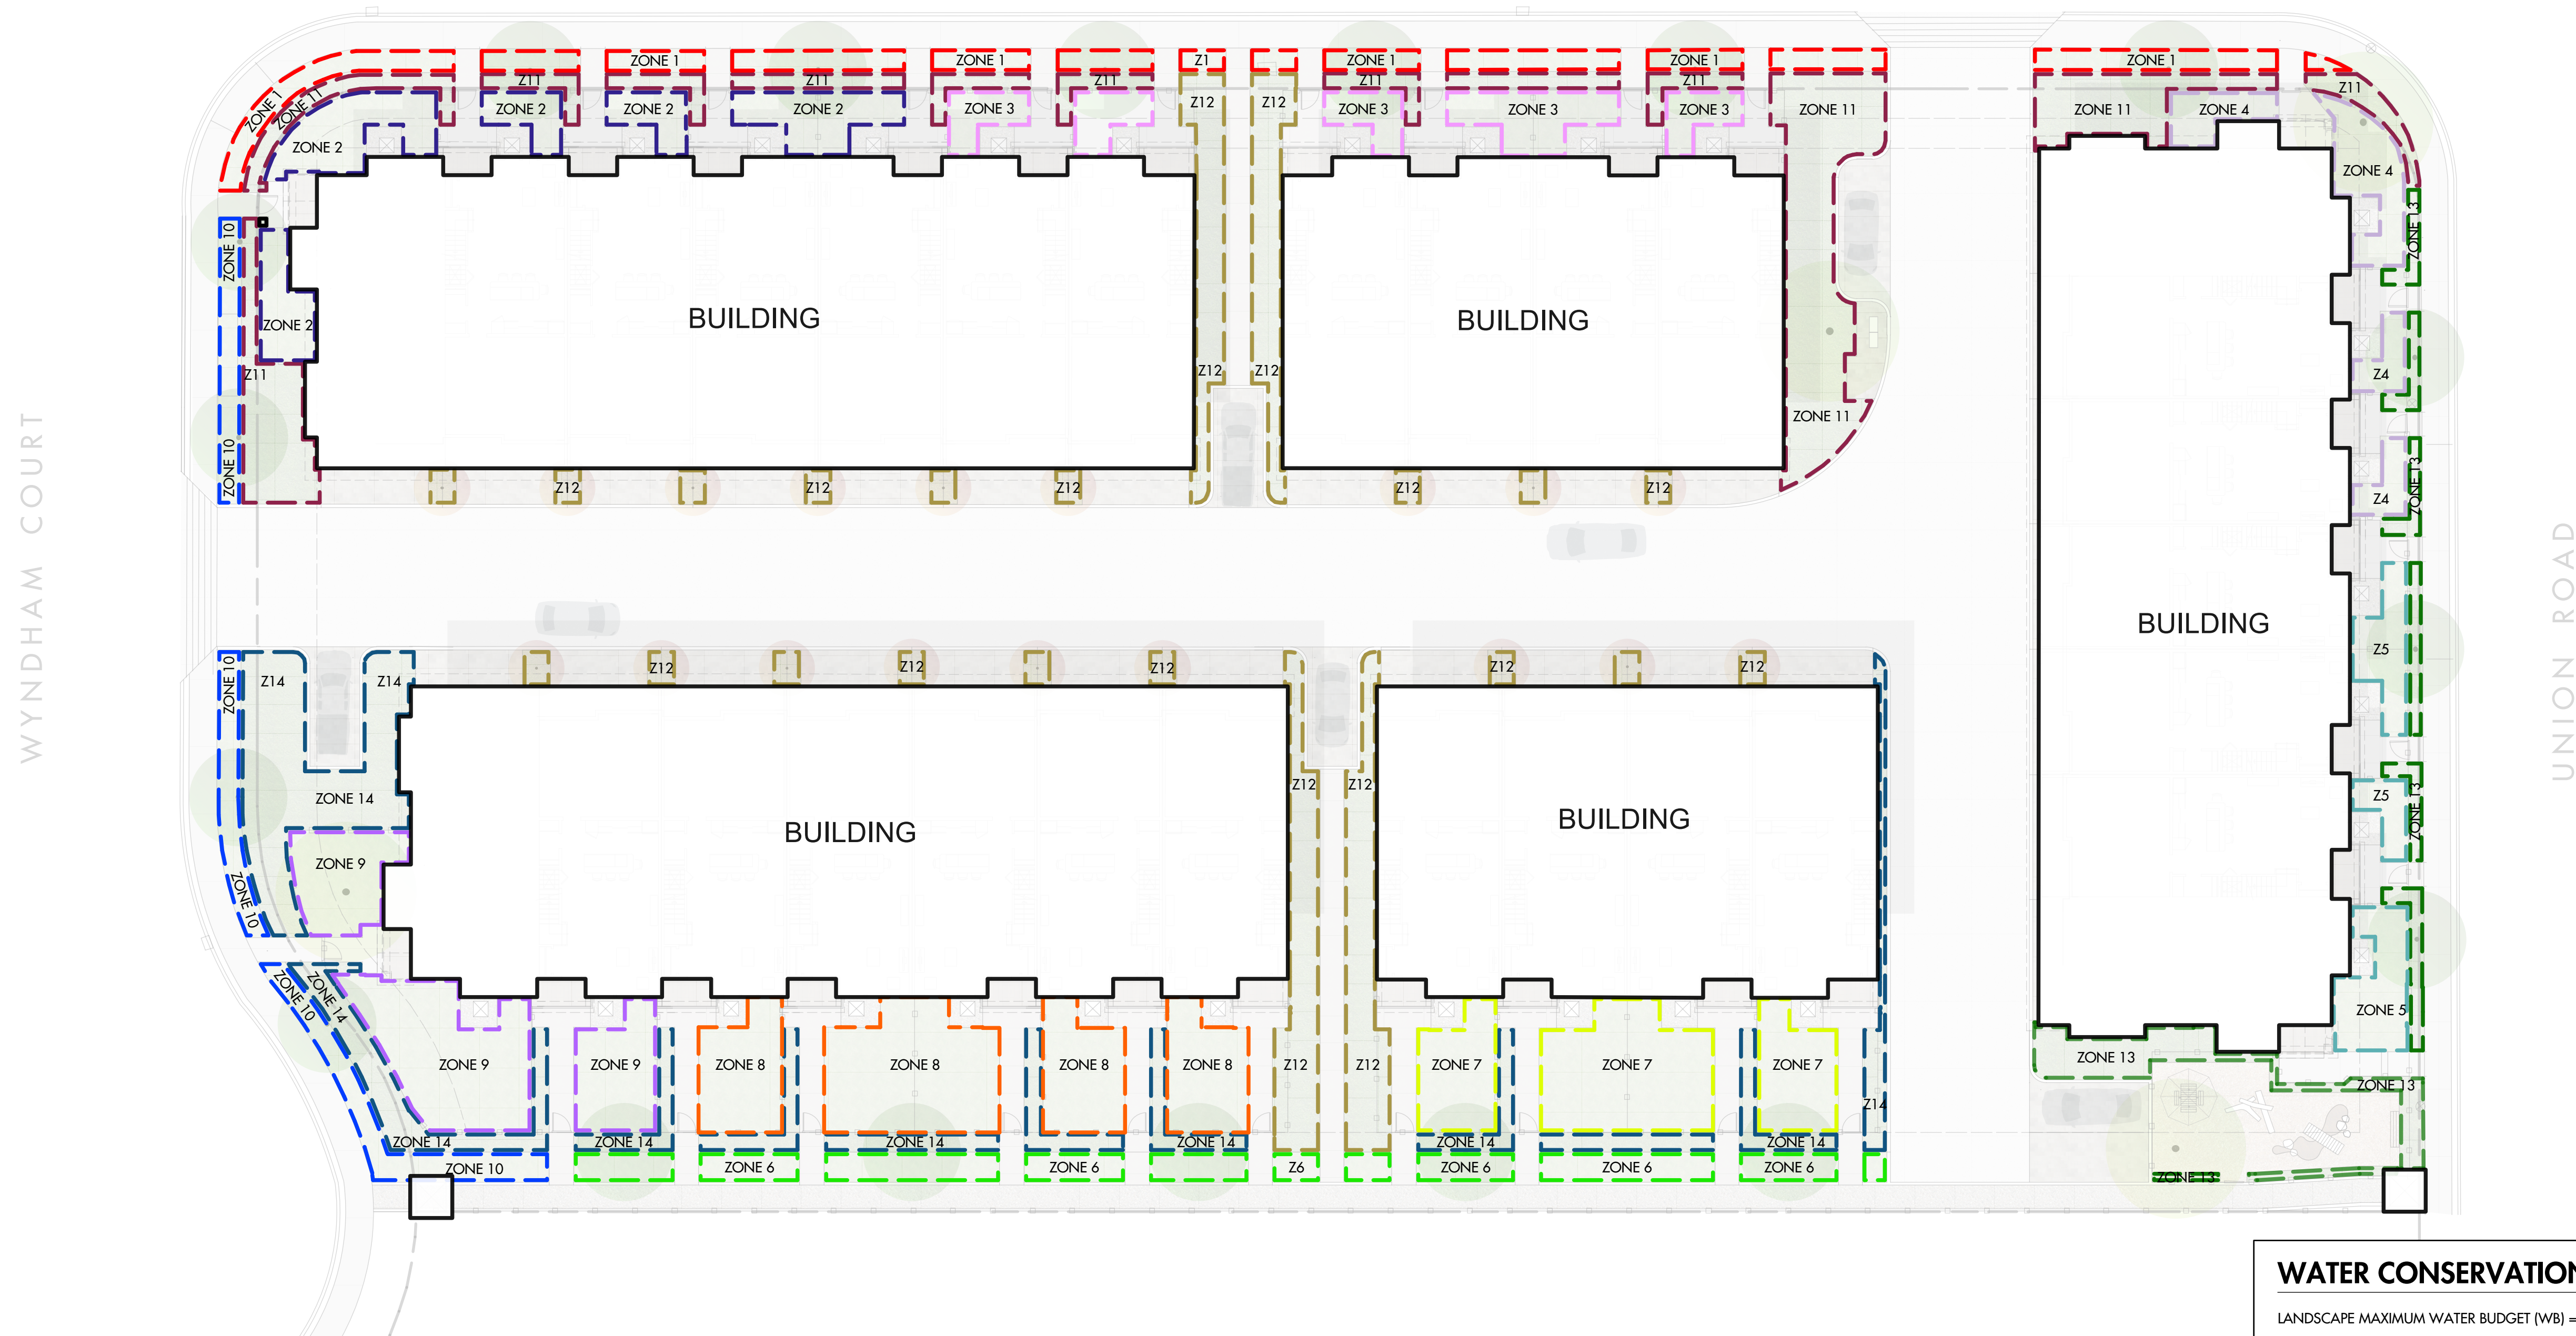 ZONE 1
Z1
ZONE 1
ZONE 1
ZONE 1
ZONE 1
ZONE 1
Z11
Z11
Z11
Z11
Z11
Z11
Z11
ZONE 11
ZONE 2
ZONE 2
ZONE 2
ZONE 2
ZONE 3
Z12
Z12
ZONE 3
ZONE 3
ZONE 3
ZONE 11
ZONE 11
ZONE 4
ZONE 4
ZONE 10
ZONE 13
ZONE 2
BUILDING
BUILDING
Z11
Z12
Z12
ZONE 11
Z4
ZONE 10
Z4
ZONE 13
Z12
Z12
Z12
Z12
Z12
WYNDHAM COURT
UNION ROAD
BUILDING
Z5
ZONE 10
Z14
Z14
Z12
Z12
Z12
Z12
Z12
ZONE 14
Z12
Z12
Z5
ZONE 13
BUILDING
BUILDING
ZONE 9
ZONE 10
ZONE 10
ZONE 14
ZONE 5
ZONE 9
ZONE 9
ZONE 8
ZONE 8
ZONE 8
ZONE 8
Z12
Z12
ZONE 7
ZONE 7
ZONE 7
ZONE 13
ZONE 13
Z14
ZONE 14
ZONE 14
ZONE 14
ZONE 14
ZONE 14
ZONE 14
ZONE 10
ZONE 6
ZONE 6
Z6
ZONE 6
ZONE 6
ZONE 6
ZONE 13
WATER CONSERVATION
LANDSCAPE MAXIMUM WATER BUDGET (WB) =